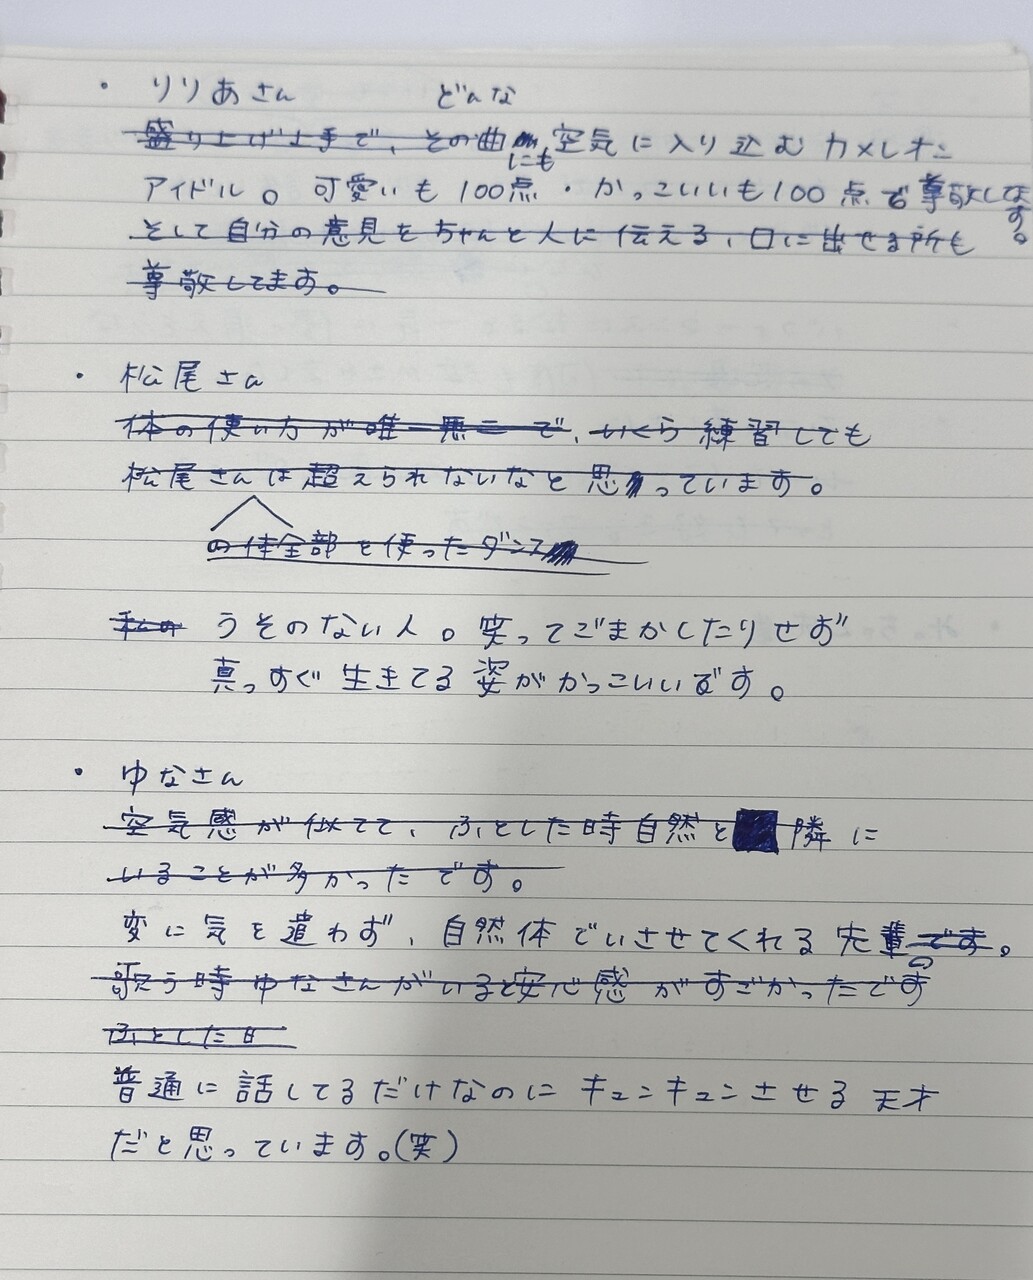 ・りりあさん どんな
盛り上げ上手で、その曲 空気に入り込むカメレオン
にも
アイドル。可愛いも100点・かっこいいも100点で尊敬してます。
そして自分の意見をちゃんと人に伝える、口に出せる所も
尊敬してます。
・松尾さん
体の使い方が唯一無二で、いくら練習しても
松尾さんは超えられないなと思っています。
の体全部を使ったダンス
私の うそのない人。笑ってごまかしたりせず
真っすぐ生きてる姿がかっこいいです。
・ゆなさん
空気感が似てて、ふとした時自然と 隣に
いることが多かったです。
変に気を遣わず、自然体でいさせてくれる先輩です。
歌う時ゆなさんがいると安心感がすごかったです
ふとした日
普通に話してるだけなのにキュンキュンさせる天才
だと思っています。(笑)